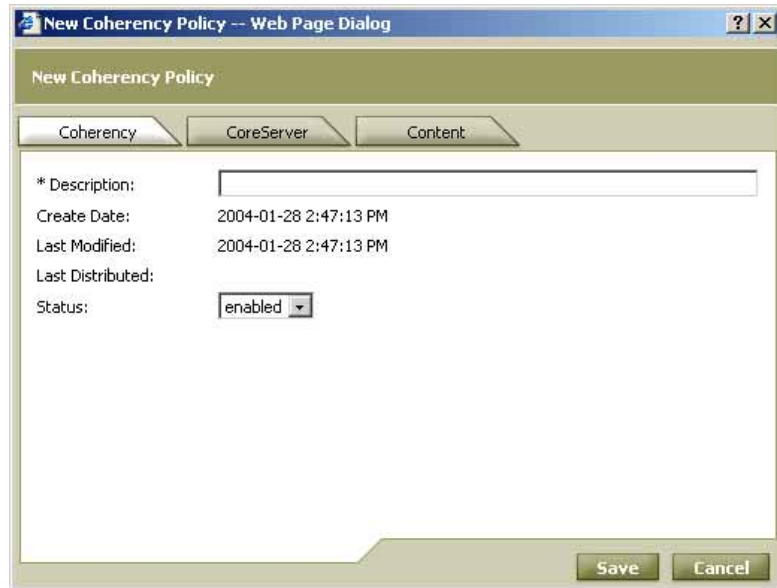 New Coherency Policy -- Web Page Dialog
New Coherency Policy
Coherency CoreServer Content
* Description:
Create Date: 2004-01-28 2:47:13 PM
Last Modified: 2004-01-28 2:47:13 PM
Last Distributed:
Status: enabled
Save Cancel